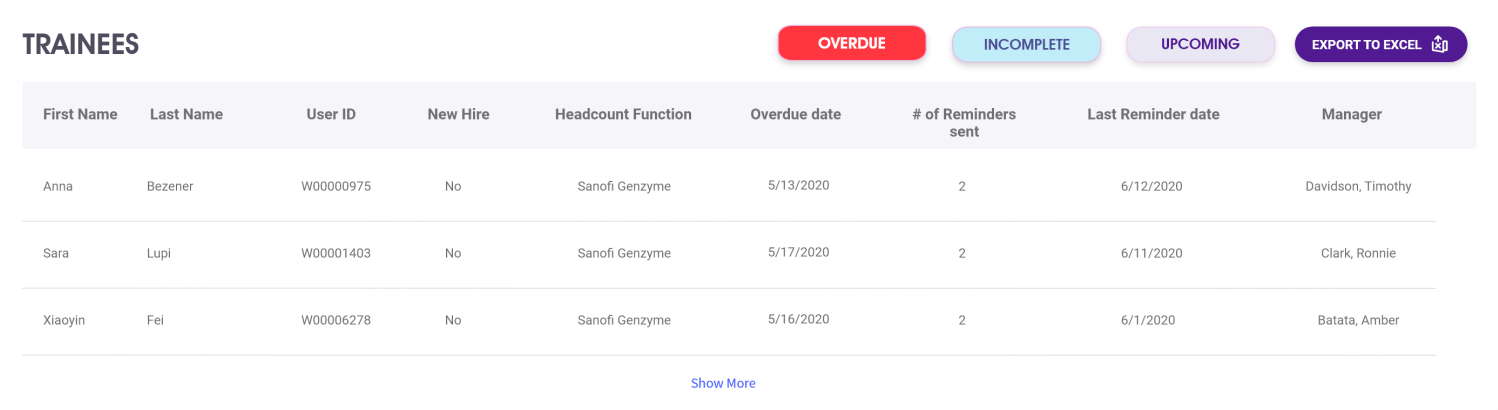 TRAINEES OVERDUE INCOMPLETE UPCOMING EXPORT TO EXCEL
First Name Last Name User ID New Hire Headcount Function Overdue date # of Reminders sent Last Reminder date Manager
Anna Bezener W00000975 No Sanofi Genzyme 5/13/2020 2 6/12/2020 Davidson, Timothy
Sara Lupi W00001403 No Sanofi Genzyme 5/17/2020 2 6/11/2020 Clark, Ronnie
Xiaoyin Fei W00006278 No Sanofi Genzyme 5/16/2020 2 6/1/2020 Batata, Amber
Show More